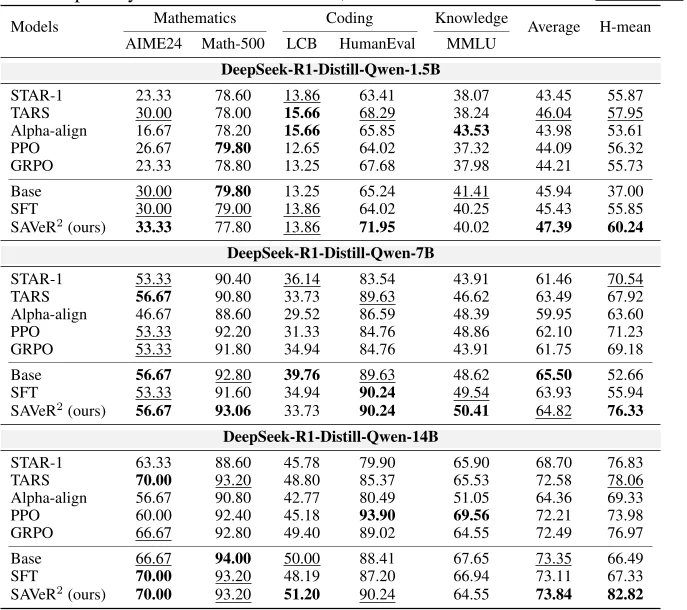 Models Mathematics Coding Knowledge Average H-mean
AIME24 Math-500 LCB HumanEval MMLU
DeepSeek-R1-Distill-Qwen-1.5B
STAR-1 23.33 78.60 13.86 63.41 38.07 43.45 55.87
TARS 30.00 78.00 15.66 68.29 38.24 46.04 57.95
Alpha-align 16.67 78.20 15.66 65.85 43.53 43.98 53.61
PPO 26.67 79.80 12.65 64.02 37.32 44.09 56.32
GRPO 23.33 78.80 13.25 67.68 37.98 44.21 55.73
Base 30.00 79.80 13.25 65.24 41.41 45.94 37.00
SFT 30.00 79.00 13.86 64.02 40.25 45.43 55.85
SAVeR² (ours) 33.33 77.80 13.86 71.95 40.02 47.39 60.24
DeepSeek-R1-Distill-Qwen-7B
STAR-1 53.33 90.40 36.14 83.54 43.91 61.46 70.54
TARS 56.67 90.80 33.73 89.63 46.62 63.49 67.92
Alpha-align 46.67 88.60 29.52 86.59 48.39 59.95 63.60
PPO 53.33 92.20 31.33 84.76 48.86 62.10 71.23
GRPO 53.33 91.80 34.94 84.76 43.91 61.75 69.18
Base 56.67 92.80 39.76 89.63 48.62 65.50 52.66
SFT 53.33 91.60 34.94 90.24 49.54 63.93 55.94
SAVeR² (ours) 56.67 93.06 33.73 90.24 50.41 64.82 76.33
DeepSeek-R1-Distill-Qwen-14B
STAR-1 63.33 88.60 45.78 79.90 65.90 68.70 76.83
TARS 70.00 93.20 48.80 85.37 65.53 72.58 78.06
Alpha-align 56.67 90.80 42.77 80.49 51.05 64.36 69.33
PPO 60.00 92.40 45.18 93.90 69.56 72.21 73.98
GRPO 66.67 92.80 49.40 89.02 64.55 72.49 76.97
Base 66.67 94.00 50.00 88.41 67.65 73.35 66.49
SFT 70.00 93.20 48.19 87.20 66.94 73.11 67.33
SAVeR² (ours) 70.00 93.20 51.20 90.24 64.55 73.84 82.82